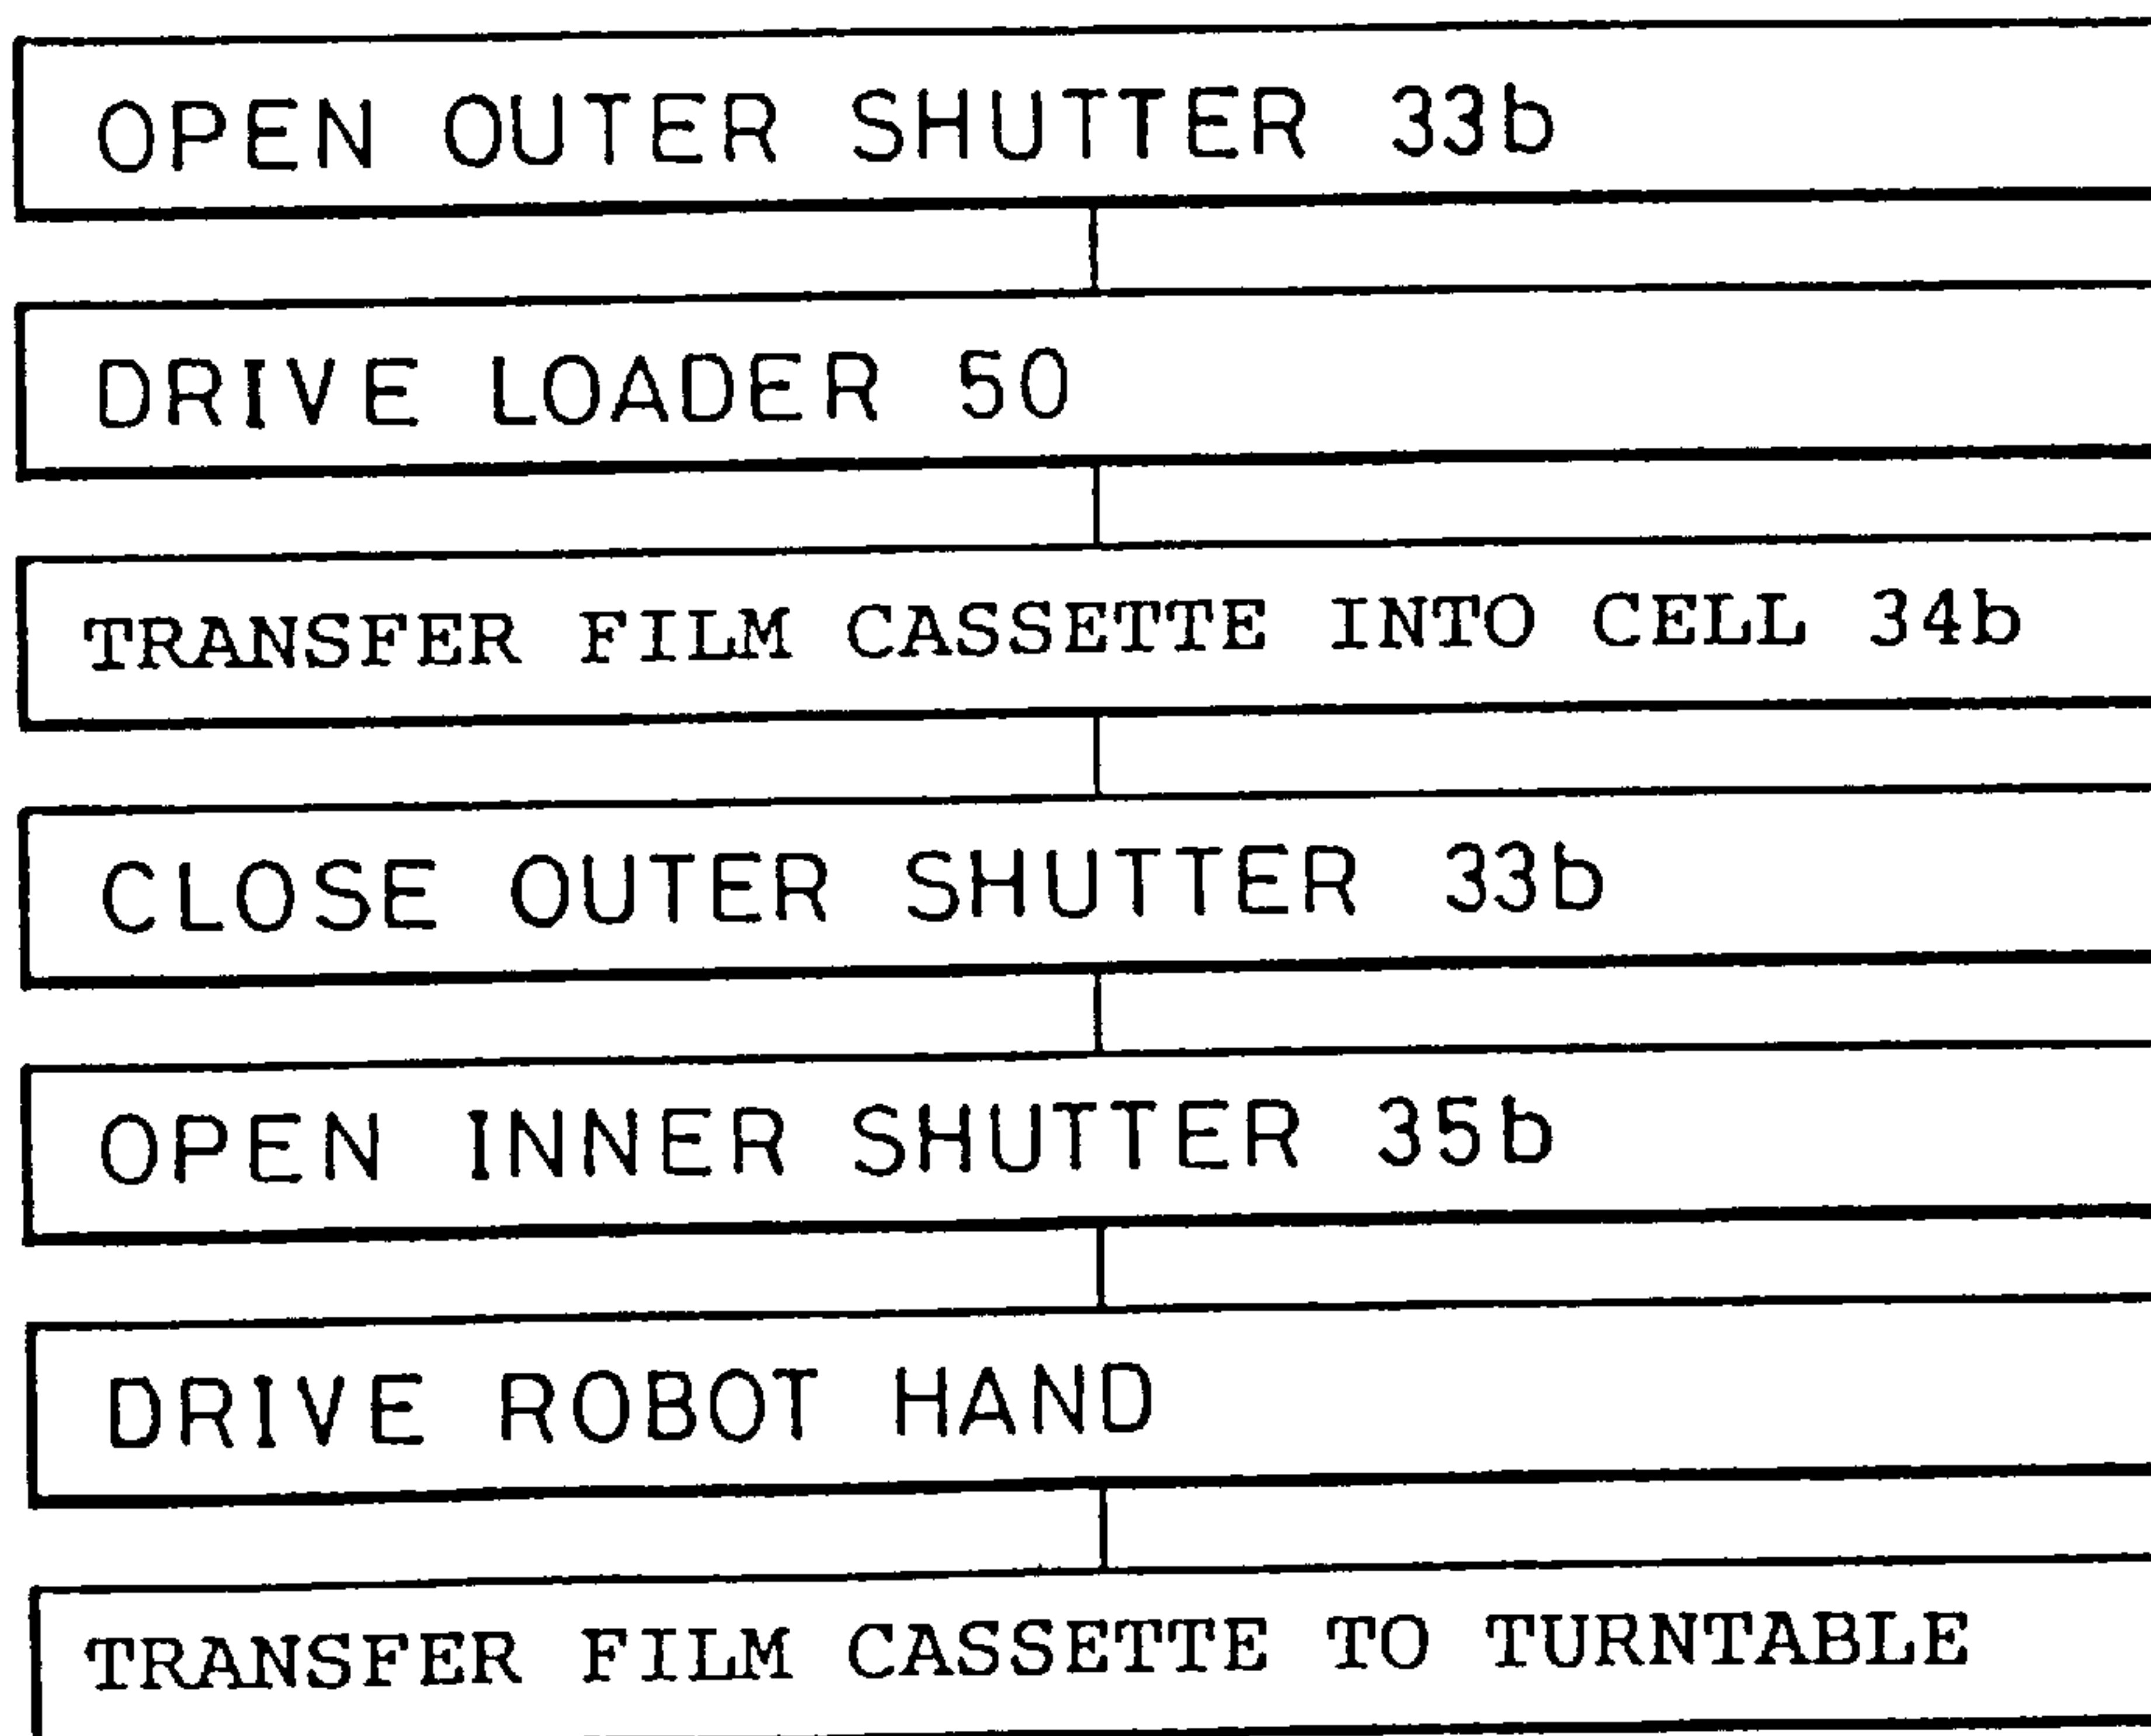 OPEN OUTER SHUTTER 33b
DRIVE LOADER 50
TRANSFER FILM CASSETTE INTO CELL 34b
CLOSE OUTER SHUTTER 33b
OPEN INNER SHUTTER 35b
DRIVE ROBOT HAND
TRANSFER FILM CASSETTE TO TURNTABLE